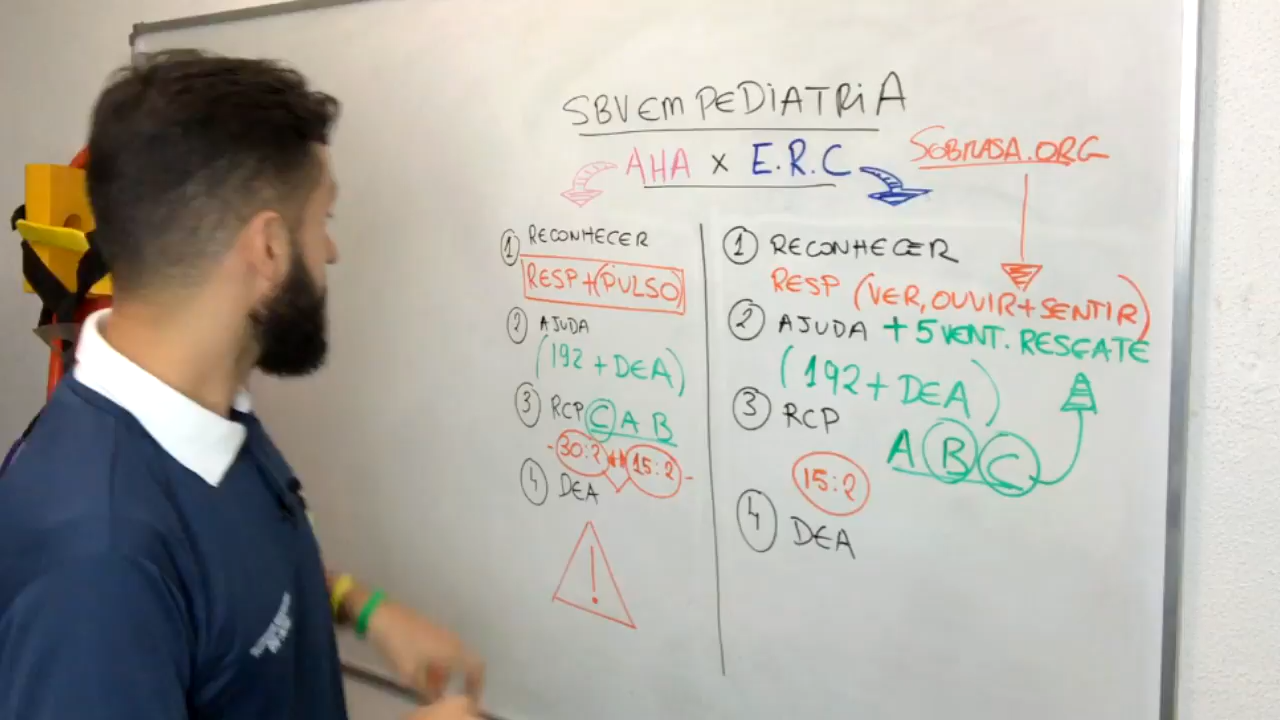 SBV EM PEDIATRIA
AHA x E.R.C
SOBRASA.ORG
1 RECONHECER
RESP + (PULSO)
2 AJUDA
(192 + DEA)
3 RCP C A B
- 30:2 15:2 -
4 DEA
!
1 RECONHECER
RESP (VER, OUVIR + SENTIR)
2 AJUDA + 5 VENT. RESGATE
(192 + DEA)
3 RCP
A B C
15:2
4 DEA